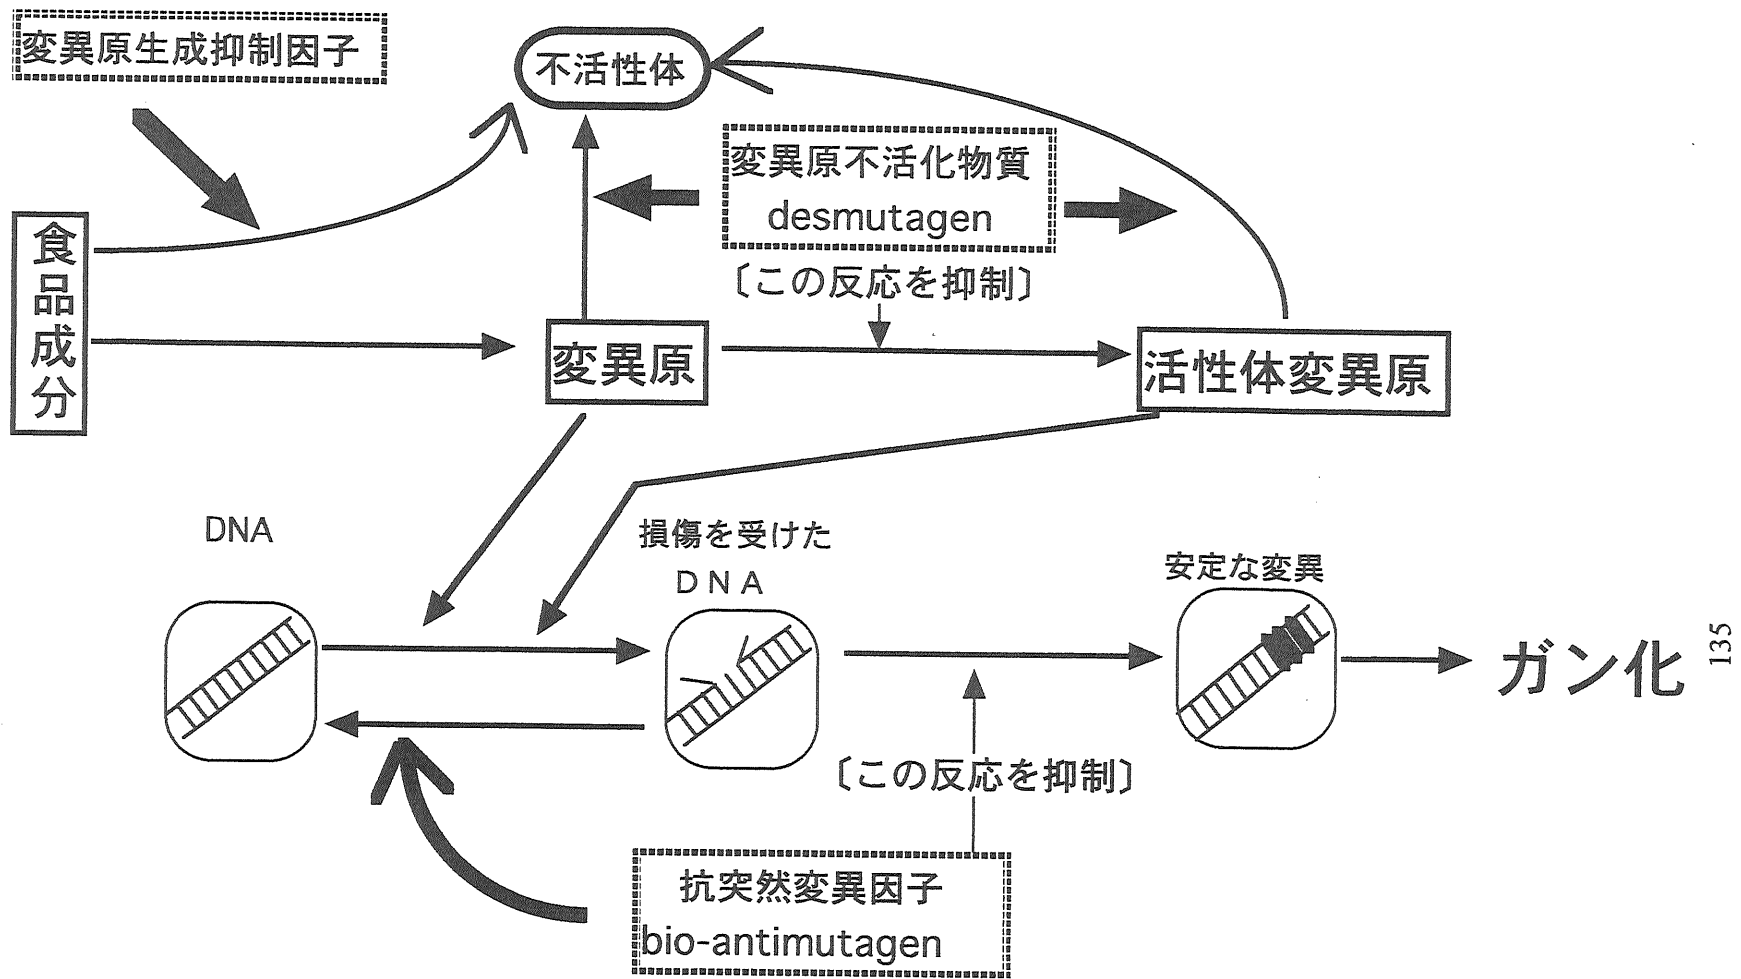 変異原生成抑制因子
不活性体
変異原不活化物質
desmutagen
〔この反応を抑制〕
食品成分
変異原
活性体変異原
DNA
損傷を受けた
DNA
安定な変異
ガン化
135
〔この反応を抑制〕
抗突然変異因子
bio-antimutagen